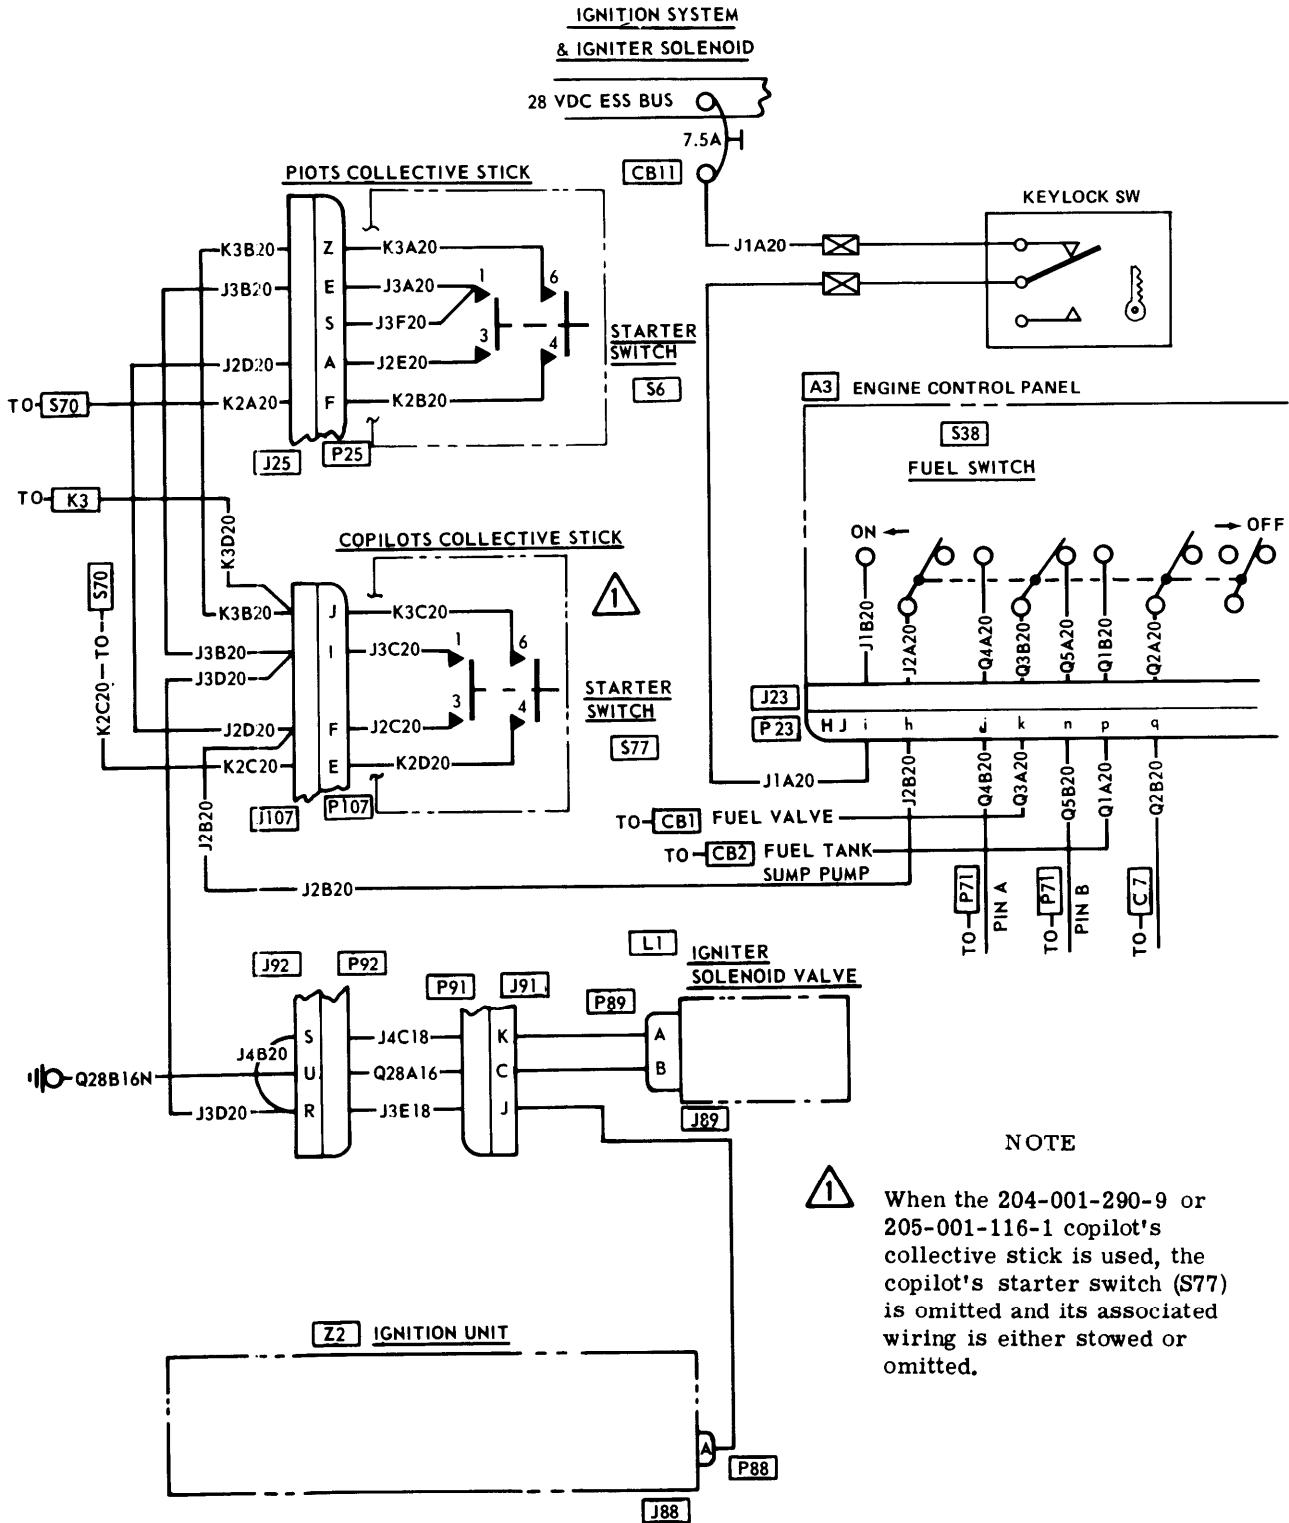 IGNITION SYSTEM
& IGNITER SOLENOID
28 VDC ESS BUS
7.5A
CB11
PIOTS COLLECTIVE STICK
KEYLOCK SW
K3B20
Z
K3A20
J1A20
J3B20
E
J3A20
1
6
S
J3F20
STARTER
SWITCH
J2D20
A
J2E20
3
4
S6
TO
S70
K2A20
F
K2B20
J25
P25
A3
ENGINE CONTROL PANEL
S38
FUEL SWITCH
TO
K3
K3D20
ON
OFF
COPILOTS COLLECTIVE STICK
1
S70
TO
K2C20
K3B20
J
K3C20
J3B20
I
J3C20
1
6
J3D20
STARTER
SWITCH
J2D20
F
J2C20
3
4
S77
K2C20
E
K2D20
J107
P107
J2B20
J1B20
J2A20
Q4A20
Q3B20
Q5A20
Q1B20
Q2A20
J23
P23
H J i h j k n p q
J1A20
J2B20
Q4B20
Q3A20
Q5B20
Q1A20
Q2B20
TO
CB1
FUEL VALVE
TO
CB2
FUEL TANK
SUMP PUMP
J2B20
TO
P71
PIN A
TO
P71
PIN B
TO
C7
L1
IGNITER
SOLENOID VALVE
J92
P92
P91
J91
P89
S
J4C18
K
A
J4B20
Q28B16N
U
Q28A16
C
B
J3D20
R
J3E18
J
J89
NOTE
1
When the 204-001-290-9 or
205-001-116-1 copilot's
collective stick is used, the
copilot's starter switch (S77)
is omitted and its associated
wiring is either stowed or
omitted.
Z2
IGNITION UNIT
A
P88
J88